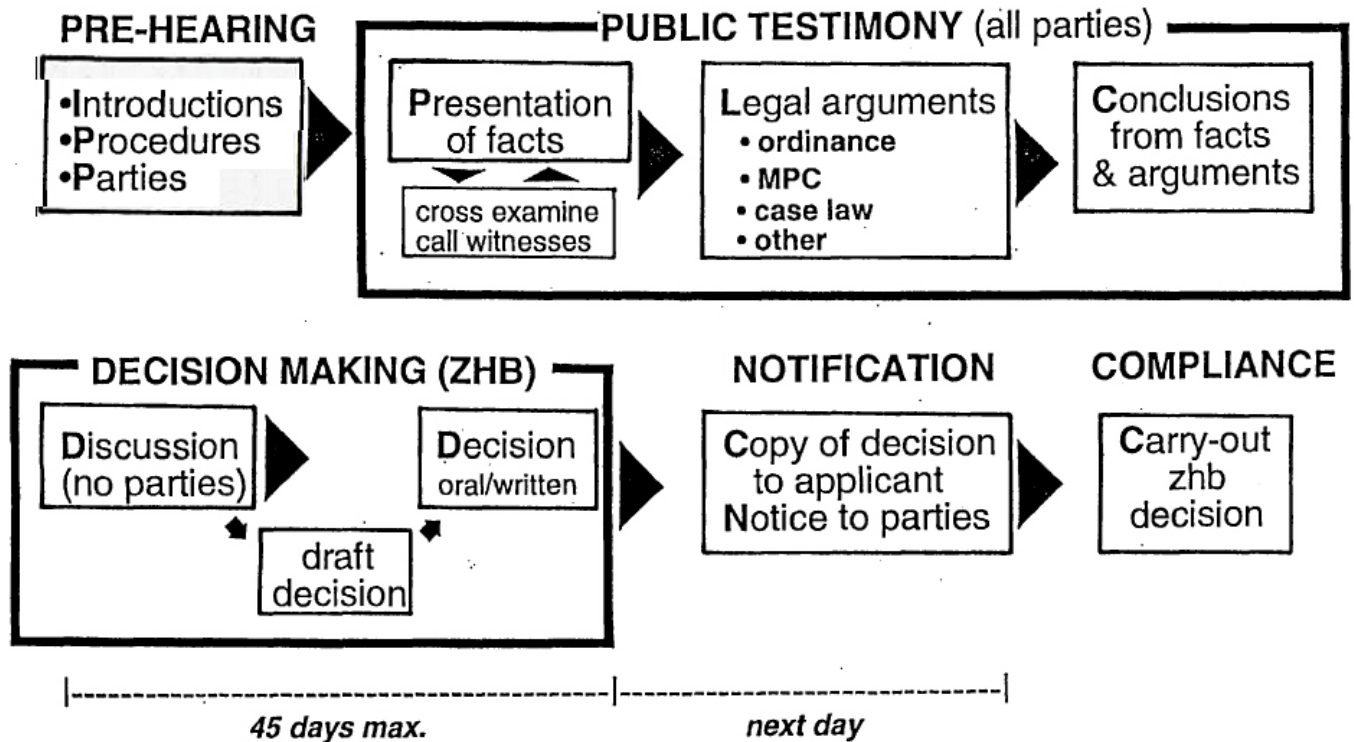 PRE-HEARING
•Introductions
•Procedures
•Parties
PUBLIC TESTIMONY (all parties)
Presentation
of facts
cross examine
call witnesses
Legal arguments
• ordinance
• MPC
• case law
• other
Conclusions
from facts
& arguments
DECISION MAKING (ZHB)
Discussion
(no parties)
draft
decision
Decision
oral/written
NOTIFICATION
Copy of decision
to applicant
Notice to parties
COMPLIANCE
Carry-out
zhb
decision
45 days max.
next day